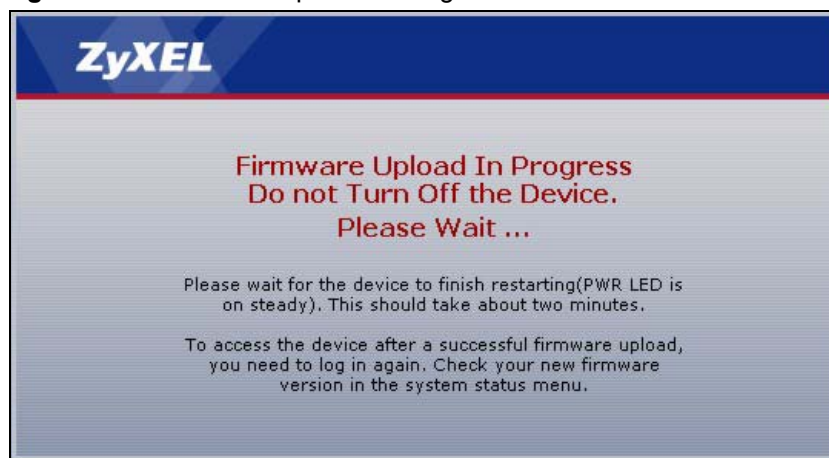 ZyXEL
Firmware Upload In Progress
Do not Turn Off the Device.
Please Wait ...
Please wait for the device to finish restarting(PWR LED is
on steady). This should take about two minutes.
To access the device after a successful firmware upload,
you need to log in again. Check your new firmware
version in the system status menu.